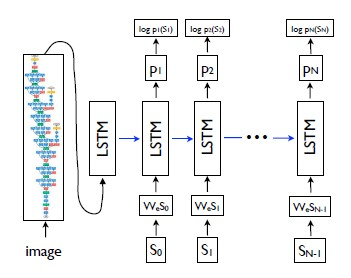 log p1(S1) log p2(S2) log pN(SN)
p1 p2 pN
LSTM LSTM LSTM LSTM
WeS0 WeS1 WeSN-1
image S0 S1 SN-1